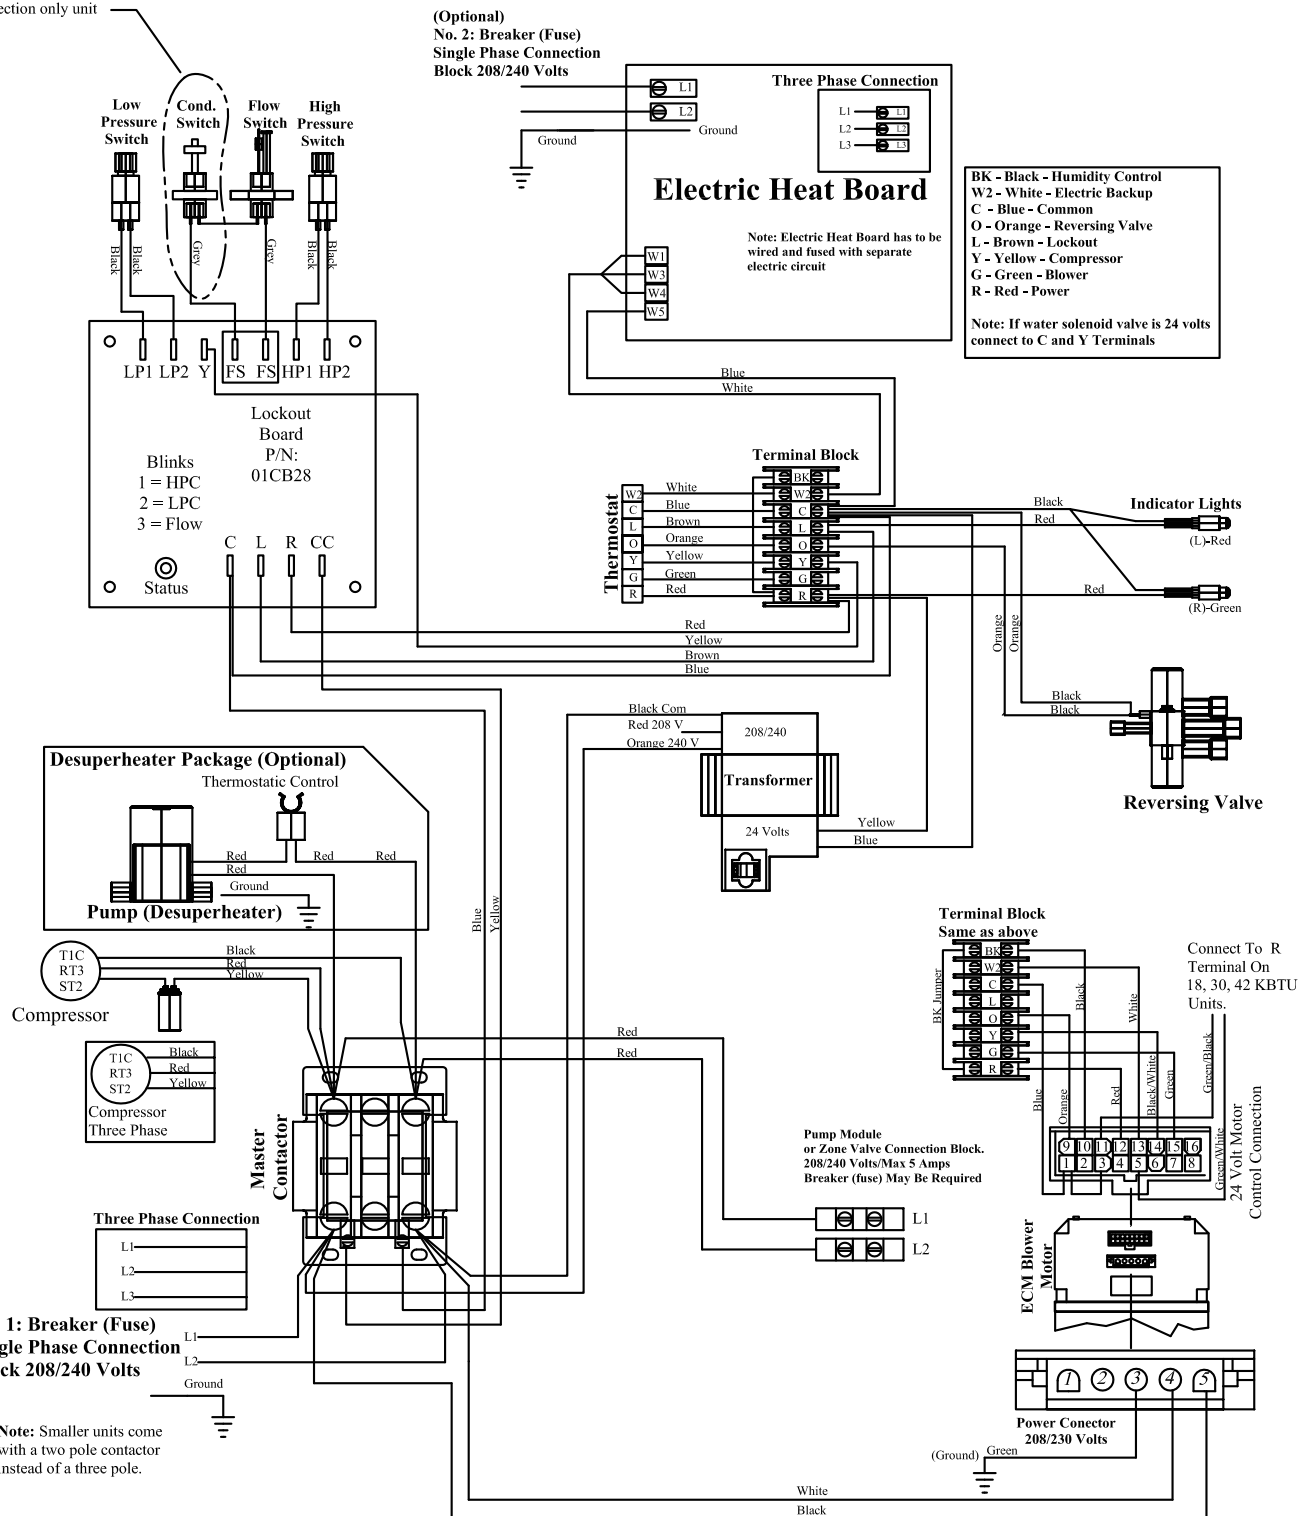 ection only unit
(Optional)
No. 2: Breaker (Fuse)
Single Phase Connection
Block 208/240 Volts
L1
L2
Ground
Ground
Three Phase Connection
L1
L1
L2
L2
L3
L3
Electric Heat Board
Note: Electric Heat Board has to be
wired and fused with separate
electric circuit
W1
W3
W4
W5
BK - Black - Humidity Control
W2 - White - Electric Backup
C - Blue - Common
O - Orange - Reversing Valve
L - Brown - Lockout
Y - Yellow - Compressor
G - Green - Blower
R - Red - Power
Note: If water solenoid valve is 24 volts
connect to C and Y Terminals
Low
Pressure
Switch
Cond.
Switch
Flow
Switch
High
Pressure
Switch
Black
Black
Grey
Grey
Black
Black
LP1 LP2 Y FS FS HP1 HP2
Lockout
Board
P/N:
01CB28
Blinks
1 = HPC
2 = LPC
3 = Flow
C L R CC
Status
Blue
White
Terminal Block
BK
W2
C
L
O
Y
G
R
Thermostat
W2
C
L
O
Y
G
R
White
Blue
Brown
Orange
Yellow
Green
Red
Black
Red
Indicator Lights
(L)-Red
Red
(R)-Green
Red
Yellow
Brown
Blue
Orange
Orange
Black
Black
Reversing Valve
Black Com
Red 208 V
Orange 240 V
208/240
Transformer
24 Volts
Yellow
Blue
Desuperheater Package (Optional)
Thermostatic Control
Red
Red
Red
Red
Ground
Pump (Desuperheater)
Blue
Yellow
T1C
RT3
ST2
Black
Red
Yellow
Compressor
T1C
RT3
ST2
Black
Red
Yellow
Compressor
Three Phase
Red
Red
Master
Contactor
Terminal Block
Same as above
BK
W2
C
L
O
Y
G
R
BK Jumper
Black
White
Blue
Orange
Red
Black/White
Green
Green/Black
Green/White
Connect To R
Terminal On
18, 30, 42 KBTU
Units.
9 10 11 12 13 14 15 16
1 2 3 4 5 6 7 8
24 Volt Motor
Control Connection
Pump Module
or Zone Valve Connection Block.
208/240 Volts/Max 5 Amps
Breaker (fuse) May Be Required
L1
L2
Three Phase Connection
L1
L2
L3
1: Breaker (Fuse)
gle Phase Connection
ck 208/240 Volts
L1
L2
Ground
Note: Smaller units come
with a two pole contactor
instead of a three pole.
ECM Blower
Motor
1 2 3 4 5
Power Conector
208/230 Volts
(Ground) Green
White
Black